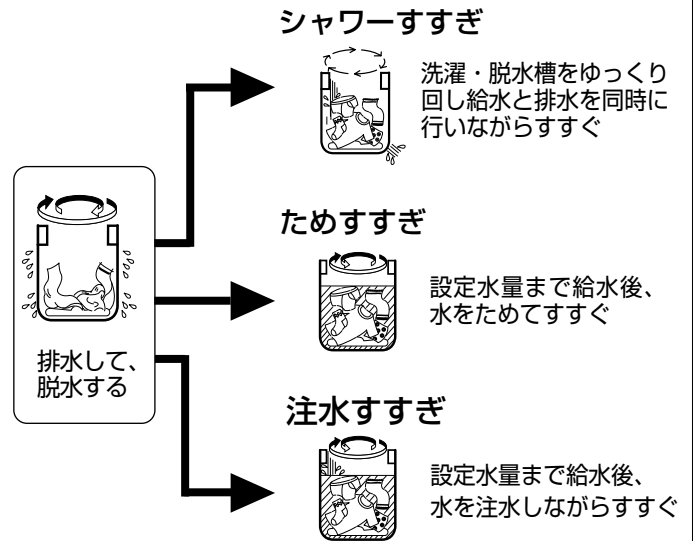 シャワーすすぎ
洗濯・脱水槽をゆっくり
回し給水と排水を同時に
行いながらすすぐ
排水して、
脱水する
ためすすぎ
設定水量まで給水後、
水をためてすすぐ
注水すすぎ
設定水量まで給水後、
水を注水しながらすすぐ